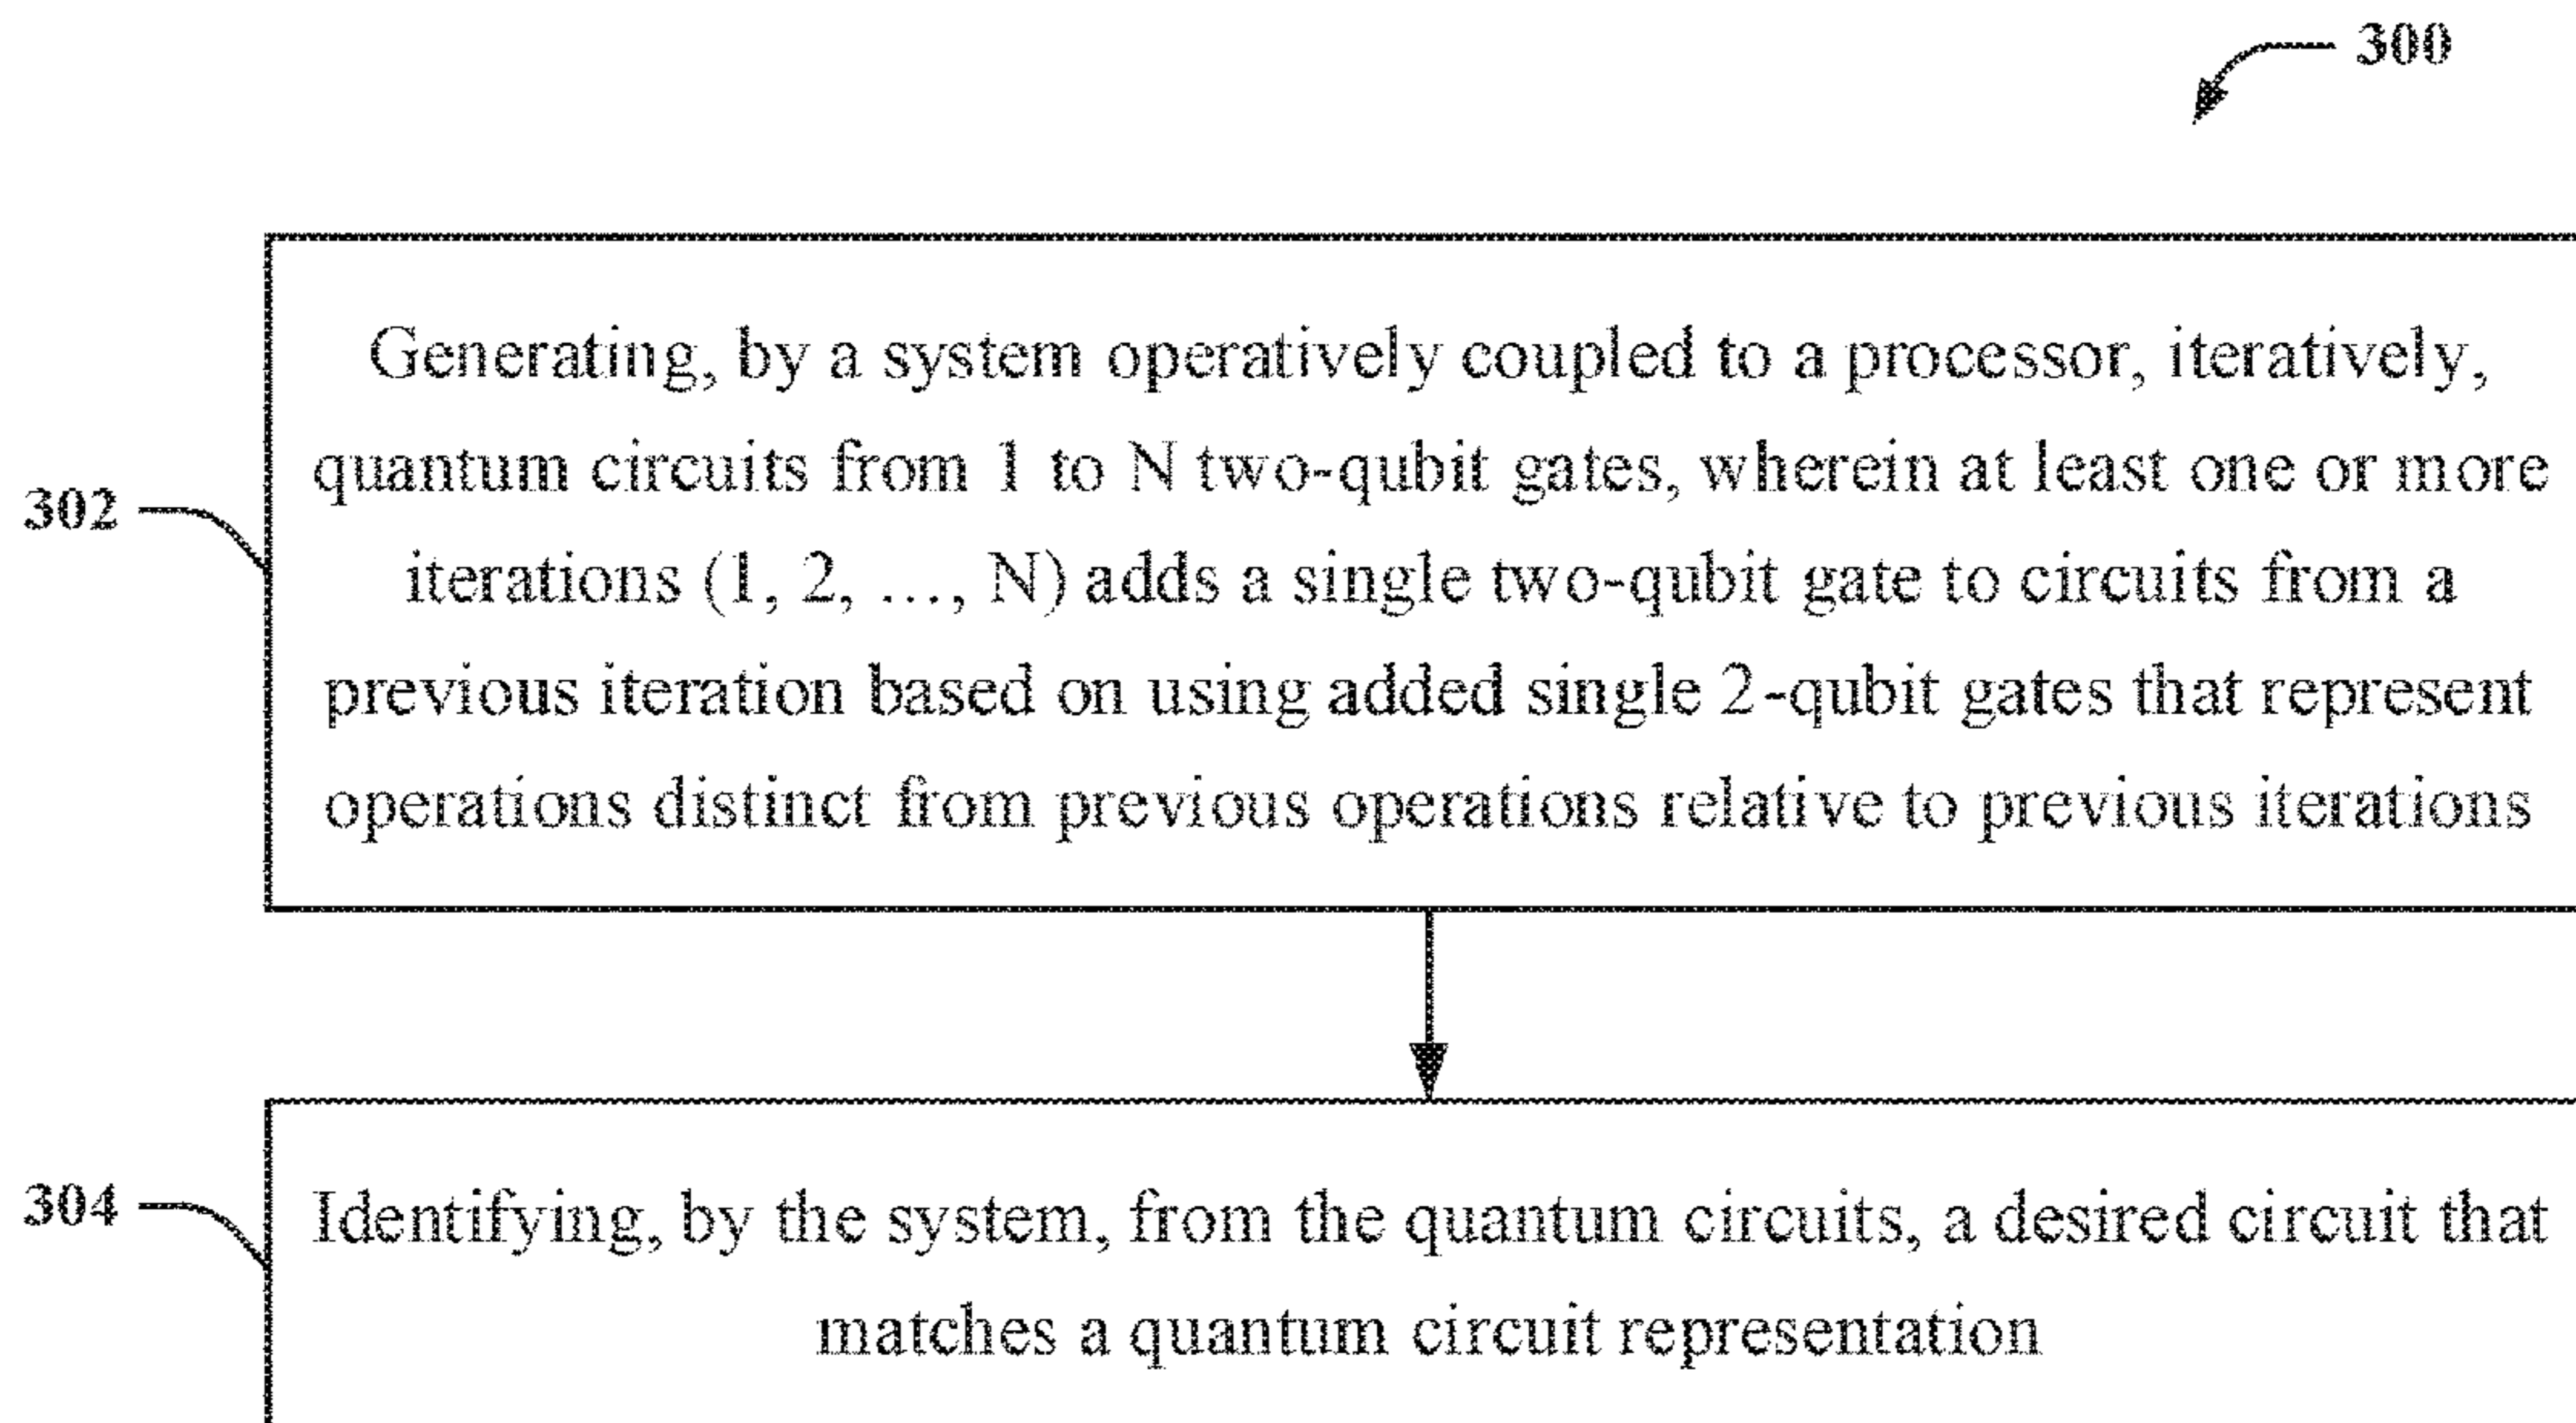 300
Generating, by a system operatively coupled to a processor, iteratively,
quantum circuits from 1 to N two-qubit gates, wherein at least one or more
302
iterations (1, 2, …, N) adds a single two-qubit gate to circuits from a
previous iteration based on using added single 2-qubit gates that represent
operations distinct from previous operations relative to previous iterations
304
Identifying, by the system, from the quantum circuits, a desired circuit that
matches a quantum circuit representation